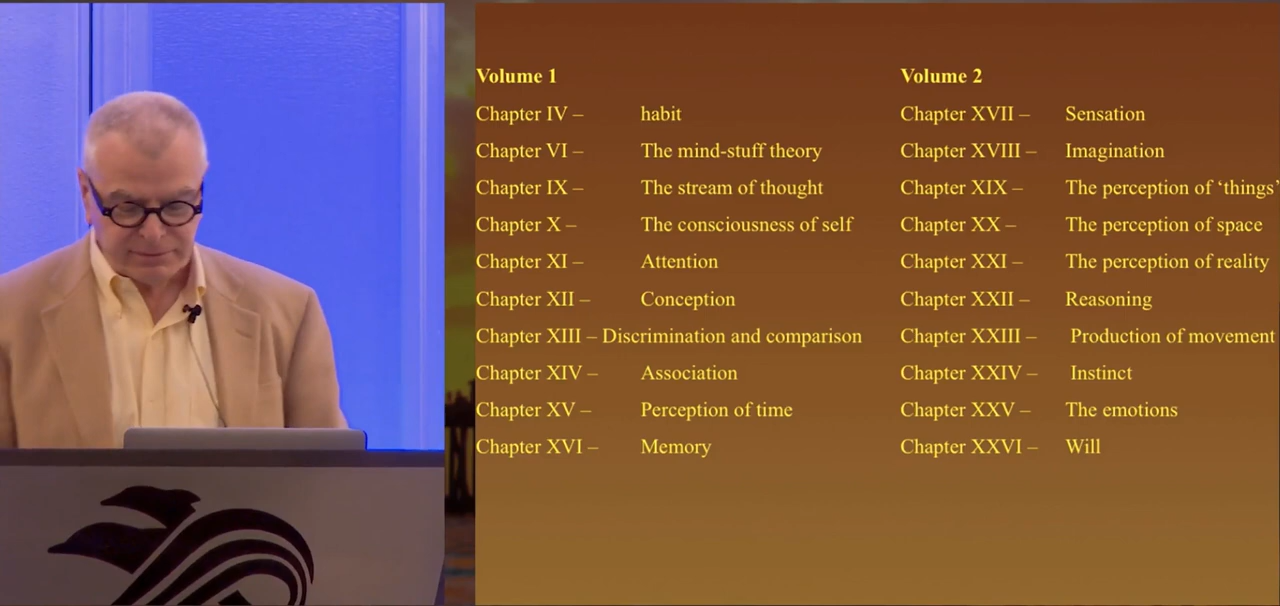 Volume 1
Chapter IV – habit
Chapter VI – The mind-stuff theory
Chapter IX – The stream of thought
Chapter X – The consciousness of self
Chapter XI – Attention
Chapter XII – Conception
Chapter XIII – Discrimination and comparison
Chapter XIV – Association
Chapter XV – Perception of time
Chapter XVI – Memory
Volume 2
Chapter XVII – Sensation
Chapter XVIII – Imagination
Chapter XIX – The perception of ‘things’
Chapter XX – The perception of space
Chapter XXI – The perception of reality
Chapter XXII – Reasoning
Chapter XXIII – Production of movement
Chapter XXIV – Instinct
Chapter XXV – The emotions
Chapter XXVI – Will